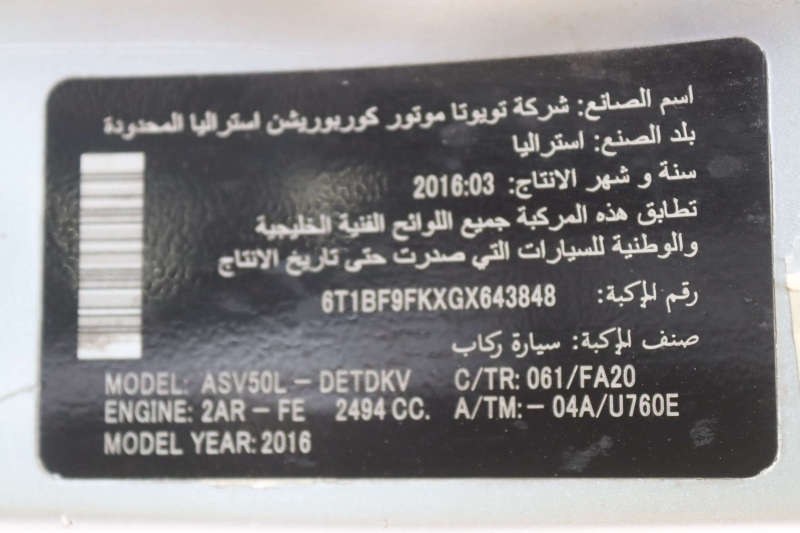 اسم الصانع: شركة تويوتا موتور كوربوريشن استراليا المحدودة
بلد الصنع: استراليا
سنة و شهر الانتاج: 2016:03
تطابق هذه المركبة جميع اللوائح الفنية الخليجية
والوطنية للسيارات التي صدرت حتى تاريخ الانتاج
رقم المركبة: 6T1BF9FKXGX643848
صنف المركبة: سيارة ركاب
MODEL: ASV50L - DETDKV C/TR: 061/FA20
ENGINE: 2AR - FE 2494 CC. A/TM: - 04A/U760E
MODEL YEAR: 2016